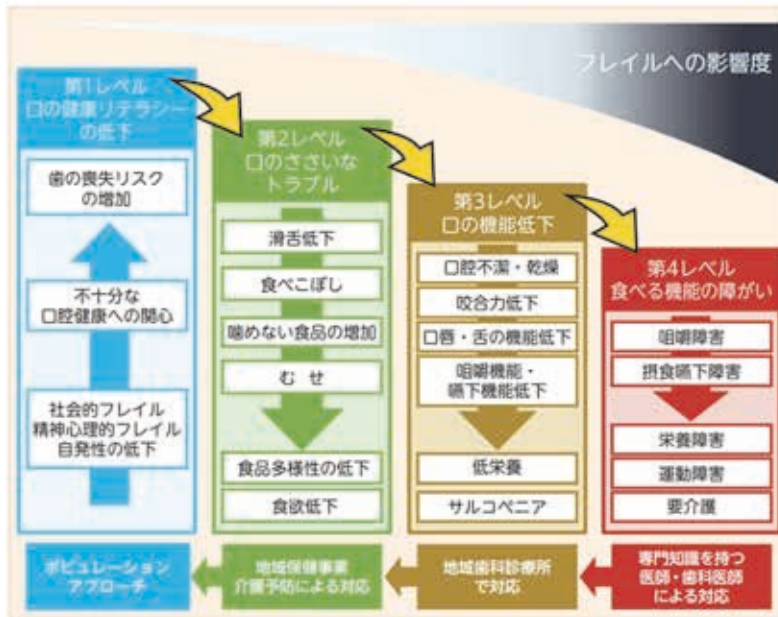 フレイルへの影響度
第1レベル
口の健康リテラシー
の低下
歯の喪失リスク
の増加
不十分な
口腔健康への関心
社会的フレイル
精神心理的フレイル
自発性の低下
ポピュレーション
アプローチ
第2レベル
口のささいな
トラブル
滑舌低下
食べこぼし
噛めない食品の増加
むせ
食品多様性の低下
食欲低下
地域保健事業
介護予防による対応
第3レベル
口の機能低下
口腔不潔・乾燥
咬合力低下
口唇・舌の機能低下
咀嚼機能・
嚥下機能低下
低栄養
サルコペニア
地域歯科診療所
で対応
第4レベル
食べる機能の障がい
咀嚼障害
摂食嚥下障害
栄養障害
運動障害
要介護
専門知識を持つ
医師・歯科医師
による対応